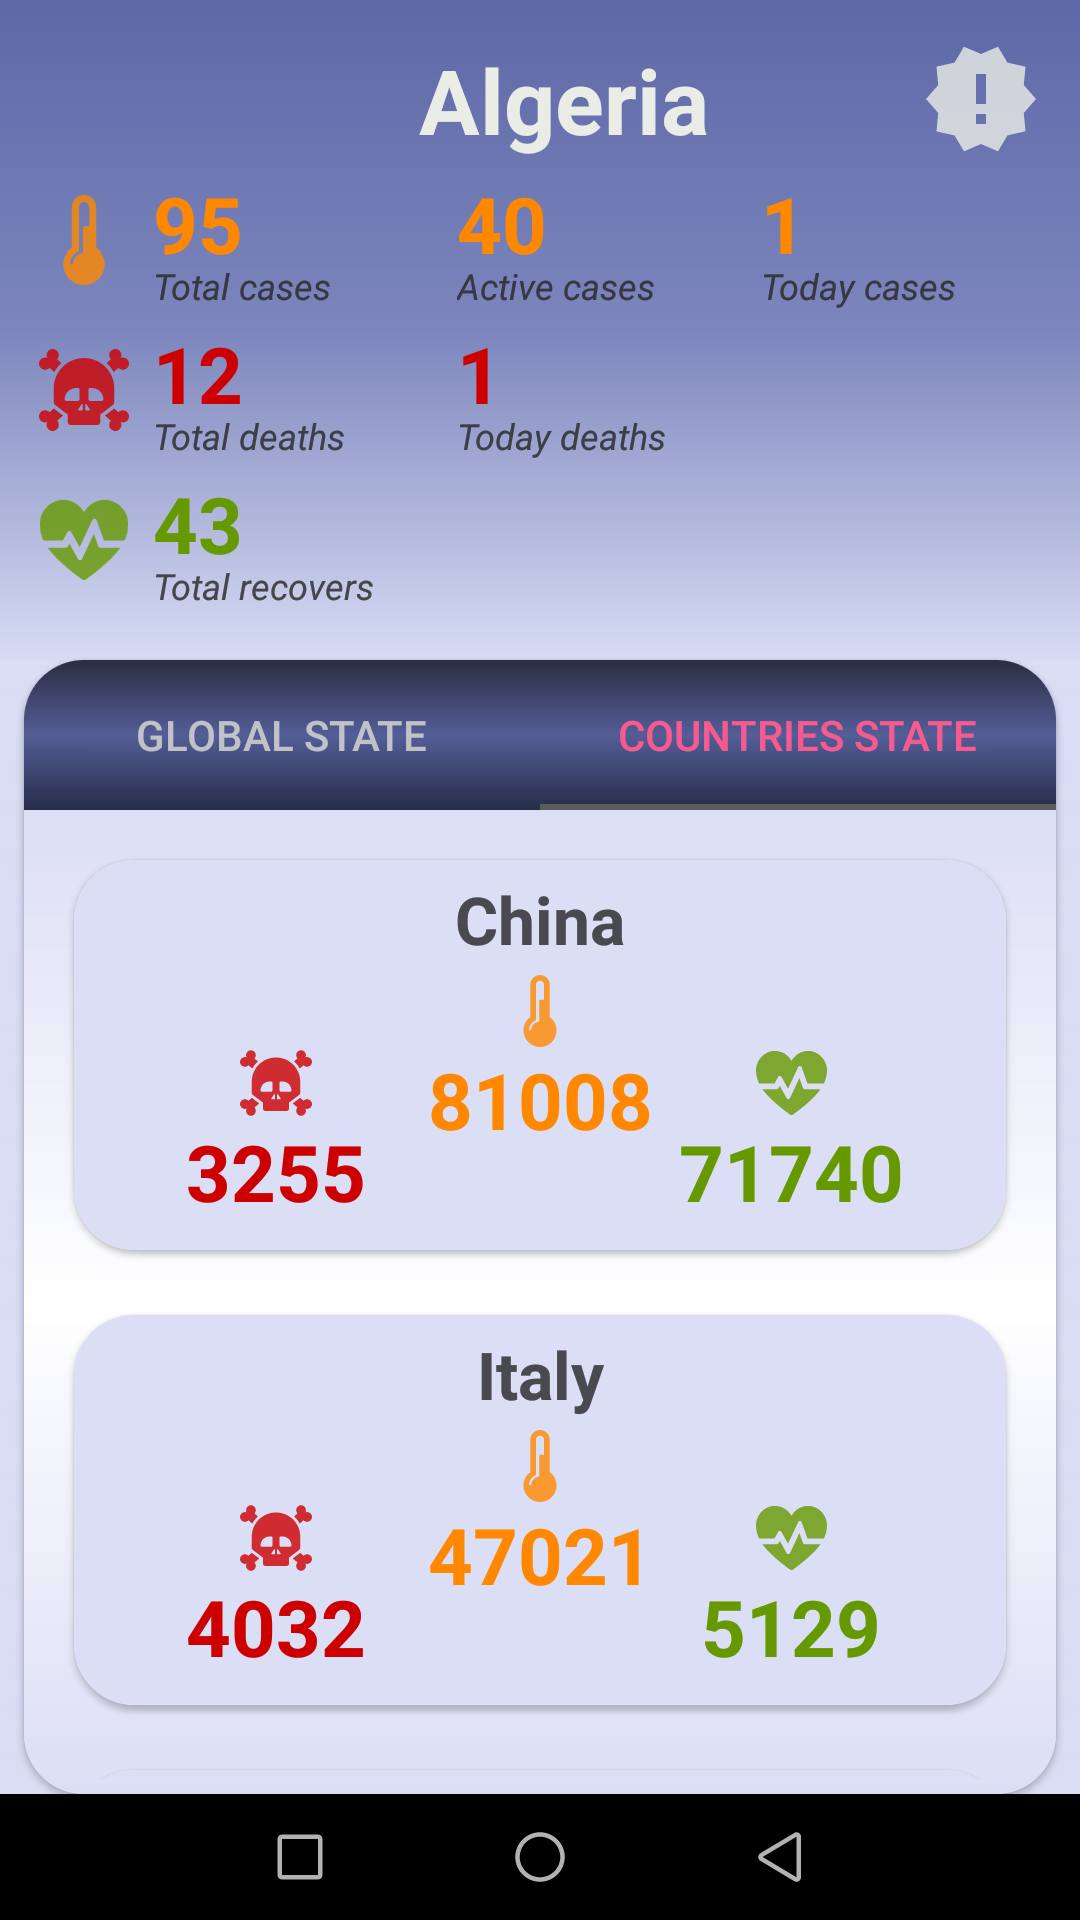 Algeria
95 40 1
Total cases Active cases Today cases
12 1
Total deaths Today deaths
43
Total recovers
GLOBAL STATE COUNTRIES STATE
China
81008
3255 71740
Italy
47021
4032 5129